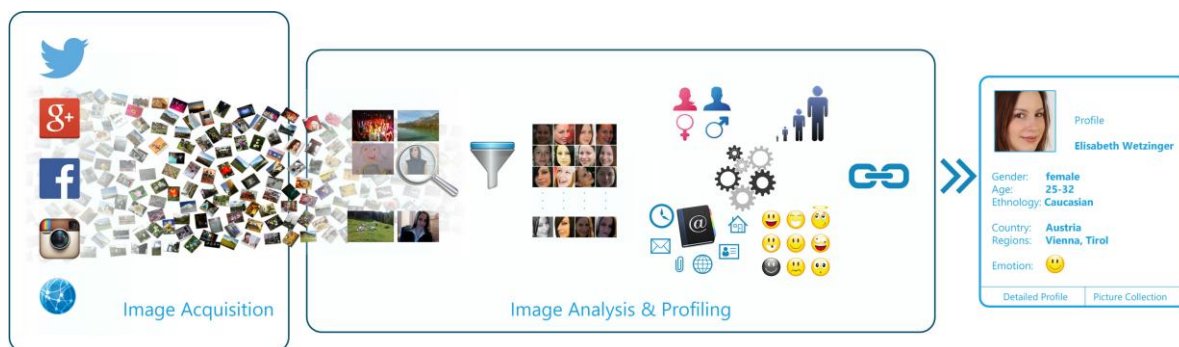 g+
f
Image Acquisition
@
Image Analysis & Profiling
Profile
Elisabeth Wetzinger
Gender: female
Age: 25-32
Ethnology: Caucasian
Country: Austria
Regions: Vienna, Tirol
Emotion:
Detailed Profile
Picture Collection